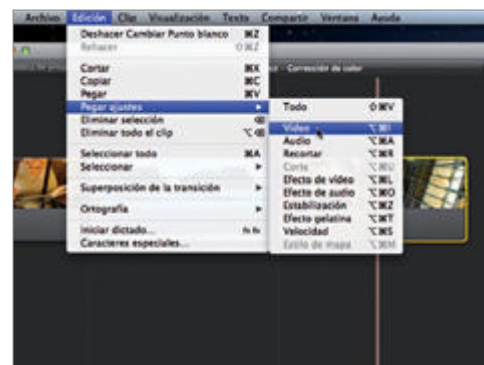 Archivo Edición Clip Visualización Texto Compartir Ventana Ayuda
Deshacer Cambiar Punto blanco ⌘Z
Rehacer ⇧⌘Z
Corrección de color
Cortar ⌘X
Copiar ⌘C
Pegar ⌘V
Pegar ajustes
Eliminar selección ⌫
Eliminar todo el clip ⌥⌫
Seleccionar todo ⌘A
Seleccionar
Superposición de la transición
Ortografía
Iniciar dictado... fn fn
Caracteres especiales...
Todo ⇧⌘V
Vídeo ⌥⌘I
Audio ⌥⌘A
Recortar ⌥⌘R
Corte ⌥⌘U
Efecto de vídeo ⌥⌘L
Efecto de audio ⌥⌘O
Estabilización ⌥⌘Z
Efecto gelatina ⌥⌘T
Velocidad ⌥⌘S
Estilo de mapa ⌥⌘M